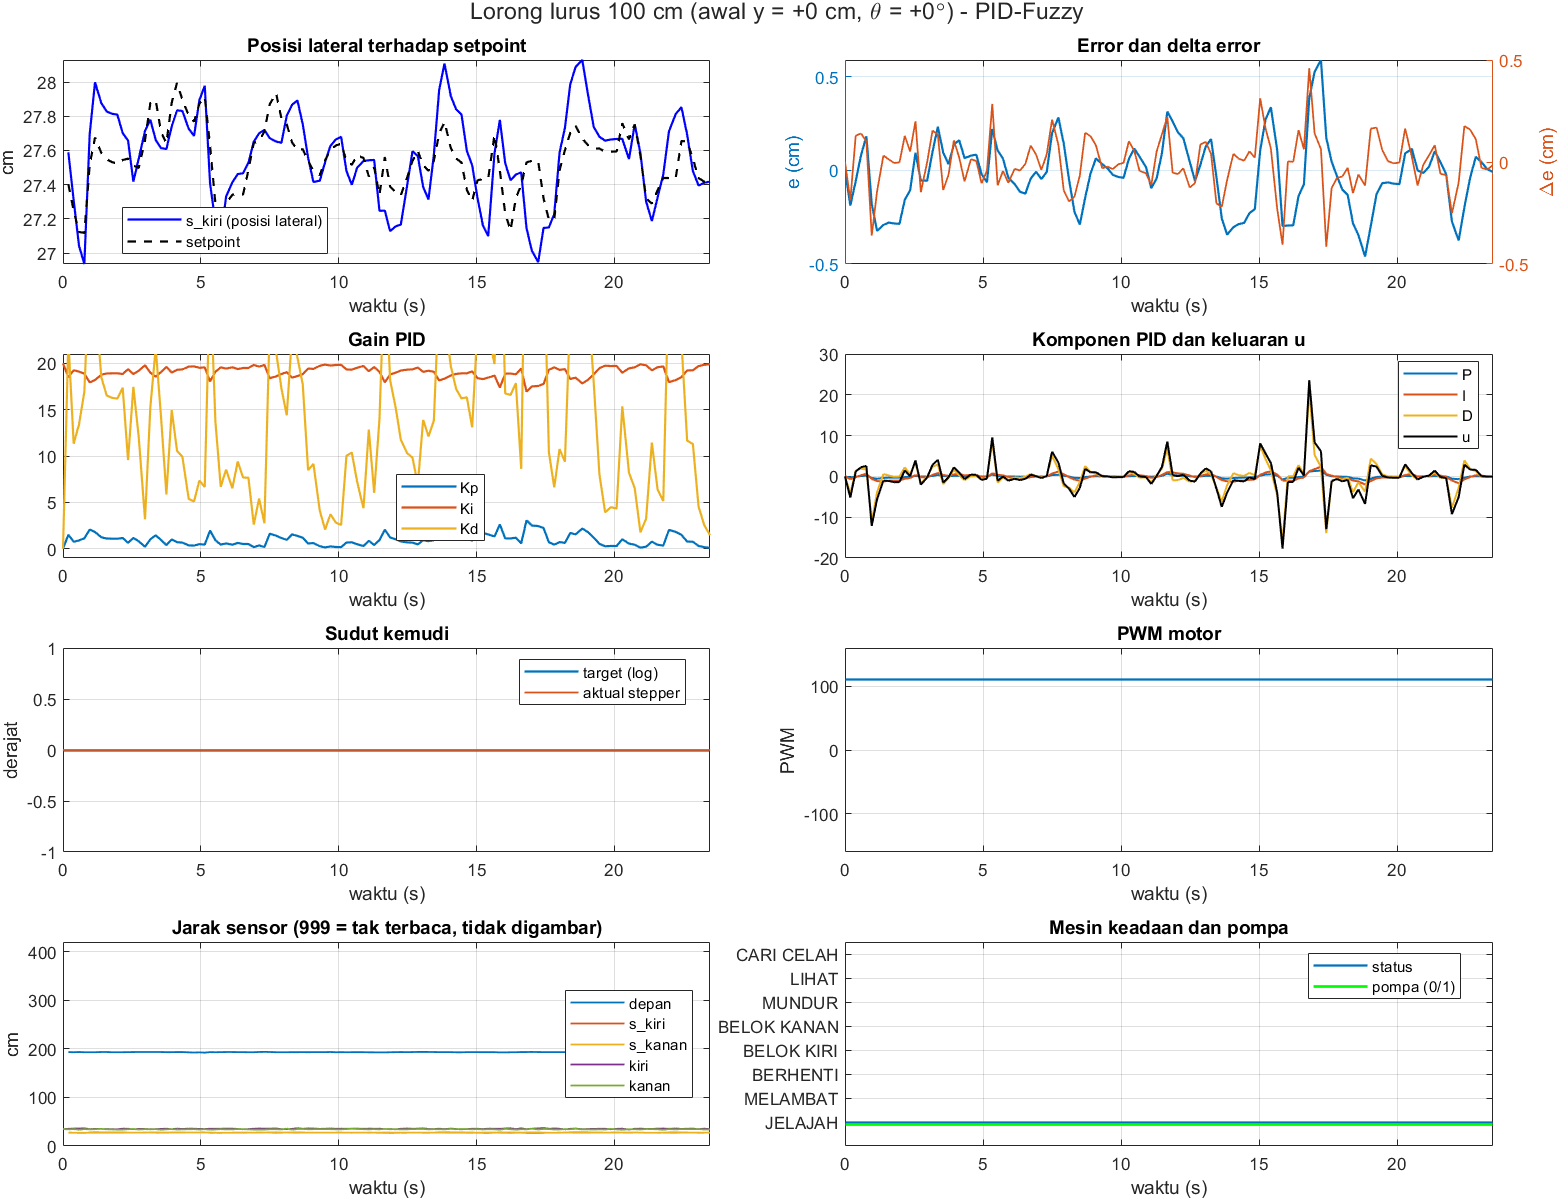 Lorong lurus 100 cm (awal y = +0 cm, θ = +0°) - PID-Fuzzy
Posisi lateral terhadap setpoint
28
27.8
27.6
27.4
27.2
27
cm
s_kiri (posisi lateral)
setpoint
0 5 10 15 20
waktu (s)
Error dan delta error
0.5
0
-0.5
e (cm)
0.5
0
-0.5
Δe (cm)
0 5 10 15 20
waktu (s)
Gain PID
20
15
10
5
0
Kp
Ki
Kd
0 5 10 15 20
waktu (s)
Komponen PID dan keluaran u
30
20
10
0
-10
-20
P
I
D
u
0 5 10 15 20
waktu (s)
Sudut kemudi
1
0.5
0
-0.5
-1
derajat
target (log)
aktual stepper
0 5 10 15 20
waktu (s)
PWM motor
100
0
-100
PWM
0 5 10 15 20
waktu (s)
Jarak sensor (999 = tak terbaca, tidak digambar)
400
300
200
100
0
cm
depan
s_kiri
s_kanan
kiri
kanan
0 5 10 15 20
waktu (s)
Mesin keadaan dan pompa
CARI CELAH
LIHAT
MUNDUR
BELOK KANAN
BELOK KIRI
BERHENTI
MELAMBAT
JELAJAH
status
pompa (0/1)
0 5 10 15 20
waktu (s)